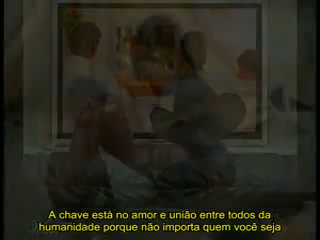 A chave está no amor e união entre todos da
humanidade porque não importa quem você seja